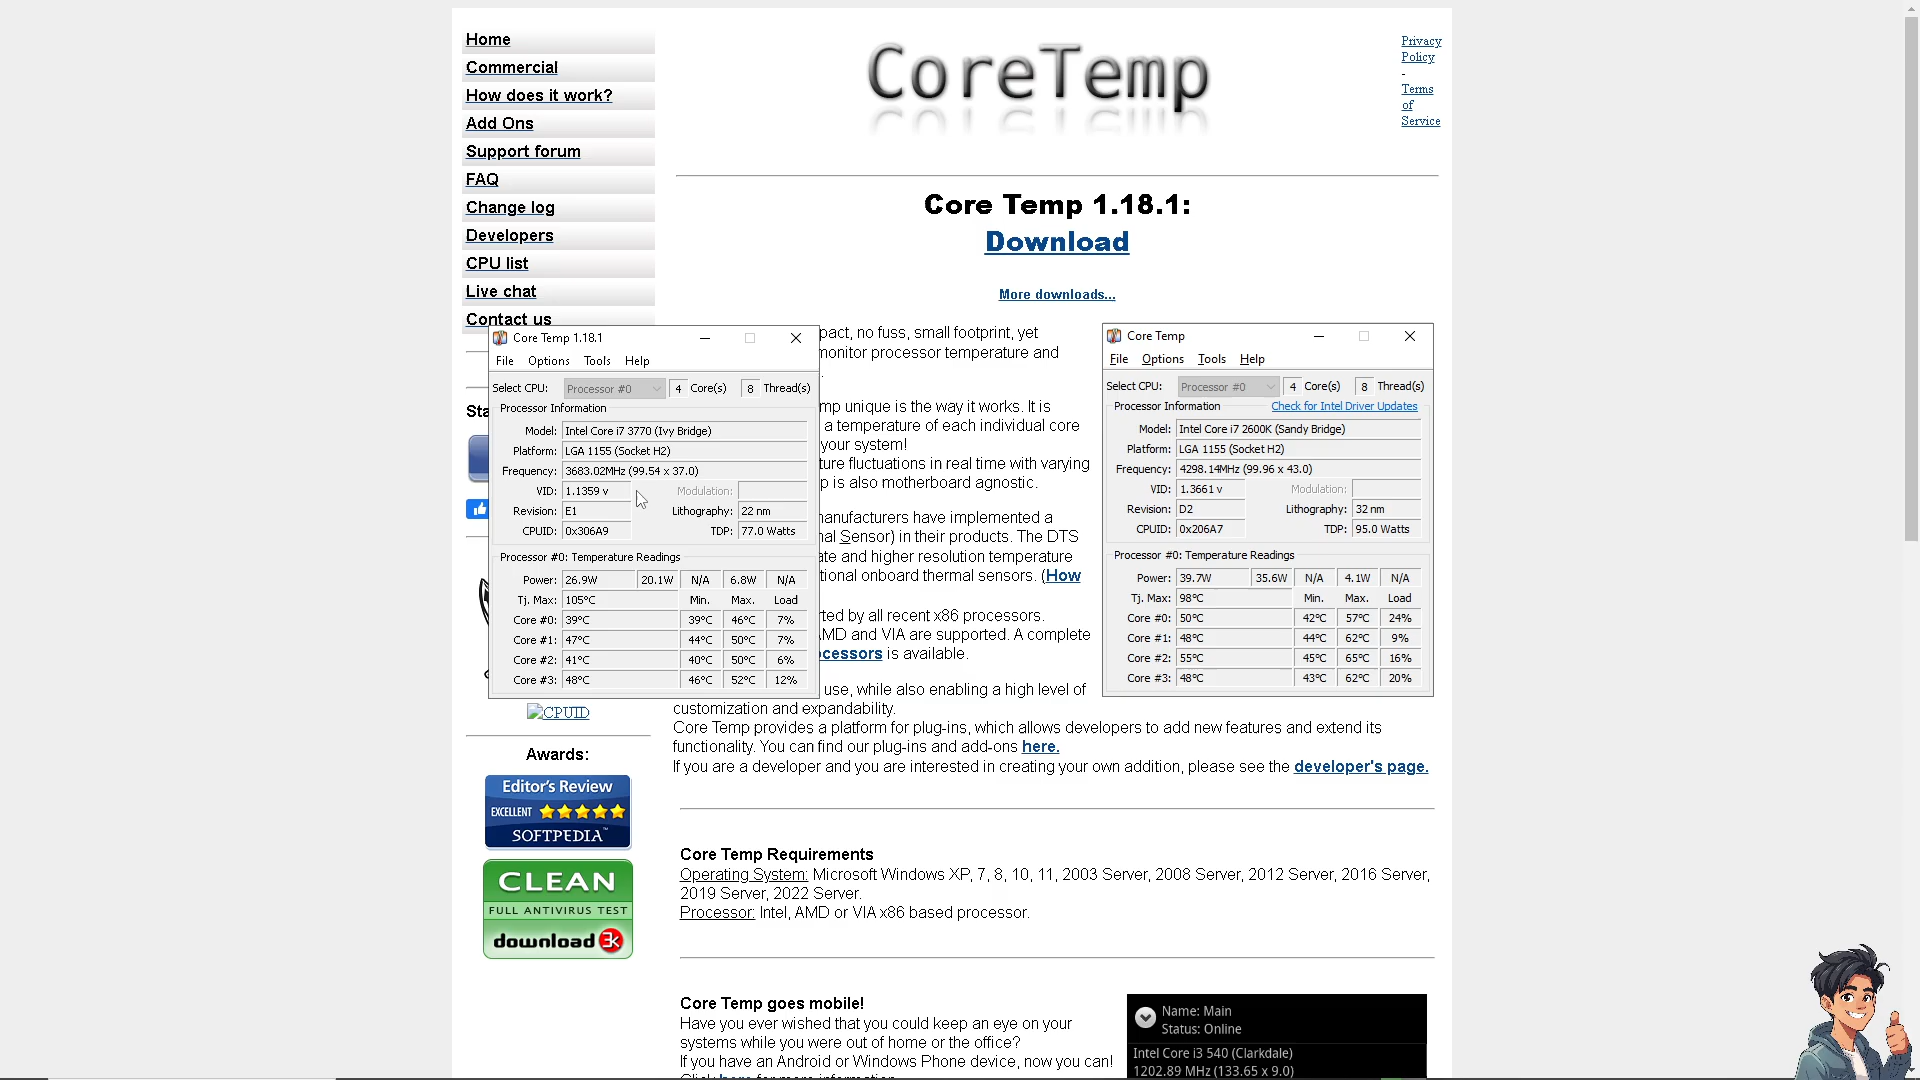 Home
Commercial
How does it work?
Add Ons
Support forum
FAQ
Change log
Developers
CPU list
Live chat
Contact us
CoreTemp
Privacy
Policy
-
Terms
of
Service
Core Temp 1.18.1:
Download
More downloads...
Core Temp 1.18.1
File Options Tools Help
Select CPU: Processor #0 4 Core(s) 8 Thread(s)
Processor Information
Model: Intel Core i7 3770 (Ivy Bridge)
Platform: LGA 1155 (Socket H2)
Frequency: 3683.02MHz (99.54 x 37.0)
VID: 1.1359 v Modulation:
Revision: E1 Lithography: 22 nm
CPUID: 0x306A9 TDP: 77.0 Watts
Processor #0: Temperature Readings
Power: 26.9W 20.1W N/A 6.8W N/A
Tj. Max: 105°C Min. Max. Load
Core #0: 39°C 39°C 46°C 7%
Core #1: 47°C 44°C 50°C 7%
Core #2: 41°C 40°C 50°C 6%
Core #3: 48°C 46°C 52°C 12%
pact, no fuss, small footprint, yet
monitor processor temperature and
.
mp unique is the way it works. It is
a temperature of each individual core
your system!
ture fluctuations in real time with varying
p is also motherboard agnostic.
manufacturers have implemented a
nal Sensor) in their products. The DTS
ate and higher resolution temperature
tional onboard thermal sensors. (How
rted by all recent x86 processors.
AMD and VIA are supported. A complete
ocessors is available.
use, while also enabling a high level of
customization and expandability.
Core Temp provides a platform for plug-ins, which allows developers to add new features and extend its
functionality. You can find our plug-ins and add-ons here.
If you are a developer and you are interested in creating your own addition, please see the developer's page.
Core Temp
File Options Tools Help
Select CPU: Processor #0 4 Core(s) 8 Thread(s)
Processor Information Check for Intel Driver Updates
Model: Intel Core i7 2600K (Sandy Bridge)
Platform: LGA 1155 (Socket H2)
Frequency: 4298.14MHz (99.96 x 43.0)
VID: 1.3661 v Modulation:
Revision: D2 Lithography: 32 nm
CPUID: 0x206A7 TDP: 95.0 Watts
Processor #0: Temperature Readings
Power: 39.7W 35.6W N/A 4.1W N/A
Tj. Max: 98°C Min. Max. Load
Core #0: 50°C 42°C 57°C 24%
Core #1: 48°C 44°C 62°C 9%
Core #2: 55°C 45°C 65°C 16%
Core #3: 48°C 43°C 62°C 20%
Sta
CPUID
Awards:
Editor's Review
EXCELLENT
SOFTPEDIA™
CLEAN
FULL ANTIVIRUS TEST
download 3k
Core Temp Requirements
Operating System: Microsoft Windows XP, 7, 8, 10, 11, 2003 Server, 2008 Server, 2012 Server, 2016 Server,
2019 Server, 2022 Server.
Processor: Intel, AMD or VIA x86 based processor.
Core Temp goes mobile!
Have you ever wished that you could keep an eye on your
systems while you were out of home or the office?
If you have an Android or Windows Phone device, now you can!
Click here for more information.
Name: Main
Status: Online
Intel Core i3 540 (Clarkdale)
1202.89 MHz (133.65 x 9.0)